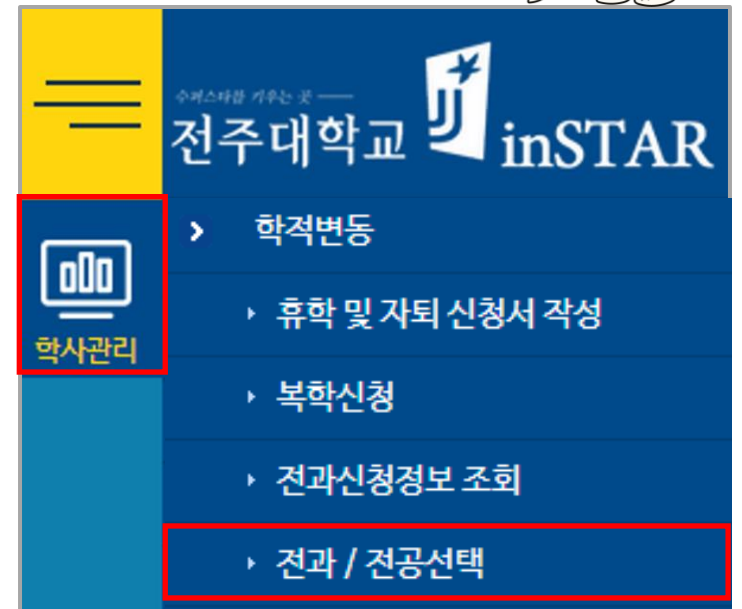 수퍼스타를 키우는 곳
전주대학교 inSTAR
학사관리
학적변동
휴학 및 자퇴 신청서 작성
복학신청
전과신청정보 조회
전과 / 전공선택